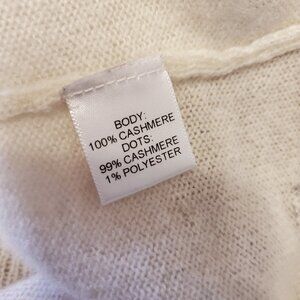 BODY:
100% CASHMERE
DOTS:
99% CASHMERE
1% POLYESTER